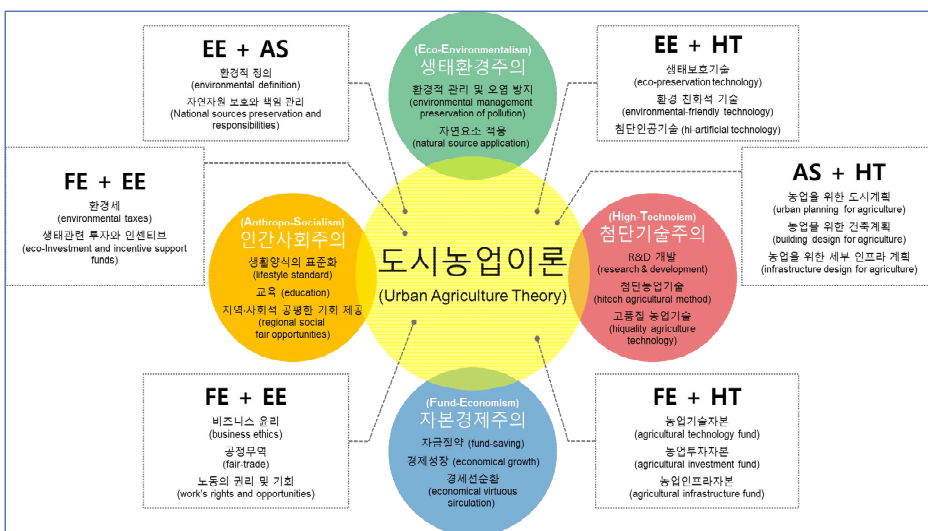 EE + AS
환경적 정의
(environmental definition)
자연자원 보호와 책임 관리
(National sources preservation and
responsibilities)
(Eco-Environmentalism)
생태환경주의
환경적 관리 및 오염 방지
(environmental management
preservation of pollution)
자연요소 적용
(natural source application)
EE + HT
생태보호기술
(eco-preservation technology)
환경 친화석 기술
(environmental-friendly technology)
첨단인공기술 (hi-artificial technology)
FE + EE
환경세
(environmental taxes)
생태관련 투자와 인센티브
(eco-Investment and incentive support
funds)
(Anthropo-Socialism)
인간사회주의
생활양식의 표준화
(lifestyle standard)
교육 (education)
지역·사회석 공평한 기회 제공
(regional social
fair opportunities)
도시농업이론
(Urban Agriculture Theory)
(High-Technolem)
첨단기술주의
R&D 개발
(research & development)
첨단농업기술
(hitech agricultural method)
고품질 농업기술
(hiquality agriculture
technology)
AS + HT
농업을 위한 도시계획
(urban planning for agriculture)
농업을 위한 건축계획
(building design for agriculture)
농업을 위한 세부 인프라 계획
(infrastructure design for agriculture)
FE + EE
비즈니스 윤리
(business ethics)
공정무역
(fair-trade)
노동의 권리 및 기회
(work's rights and opportunities)
(Fund-Economism)
자본경제주의
자금절약 (fund-saving)
경제성장 (economical growth)
경세선순환
(economical virtuous
sirculation)
FE + HT
농업기술자본
(agricultural technology fund)
농업투자자본
(agricultural investment fund)
농업인프라자본
(agricultural infrastructure fund)